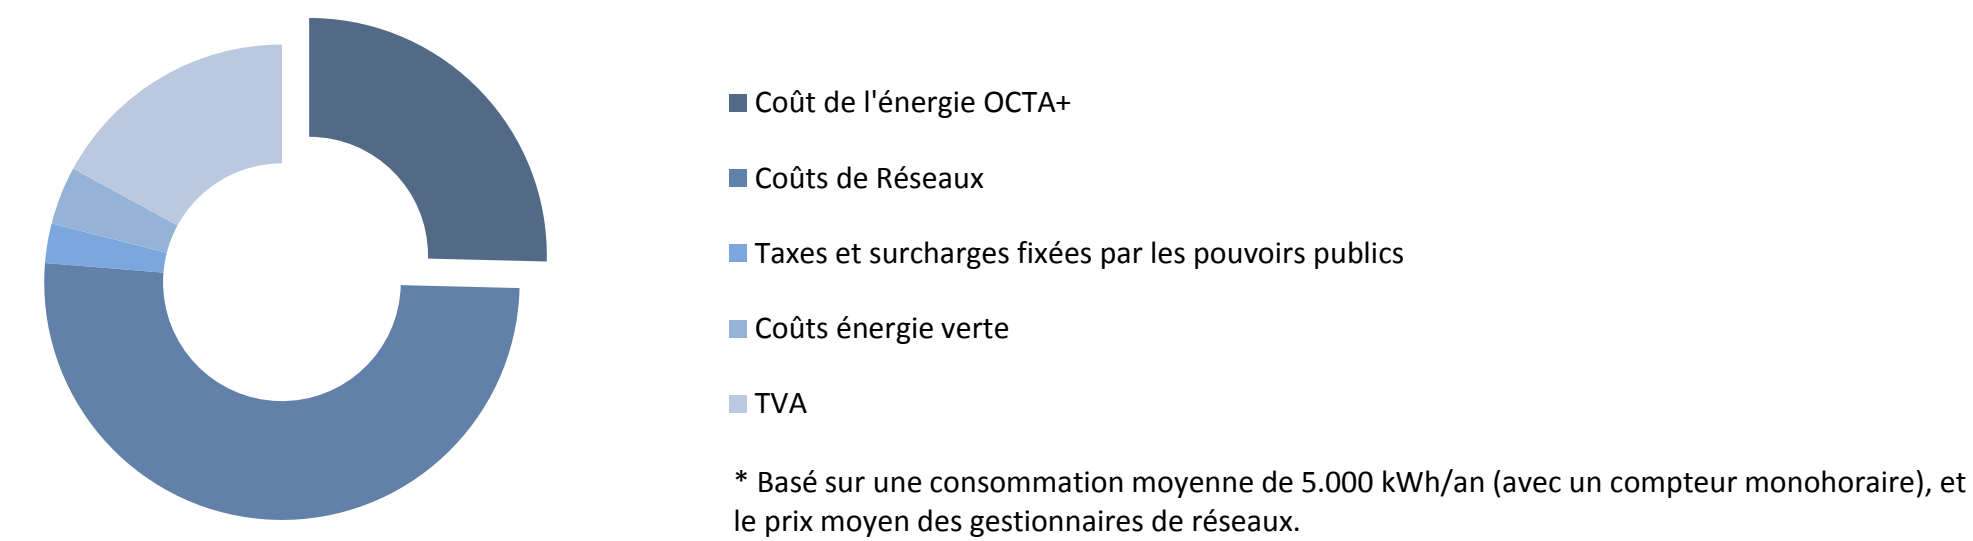 Coût de l'énergie OCTA+
Coûts de Réseaux
Taxes et surcharges fixées par les pouvoirs publics
Coûts énergie verte
TVA
* Basé sur une consommation moyenne de 5.000 kWh/an (avec un compteur monohoraire), et
le prix moyen des gestionnaires de réseaux.